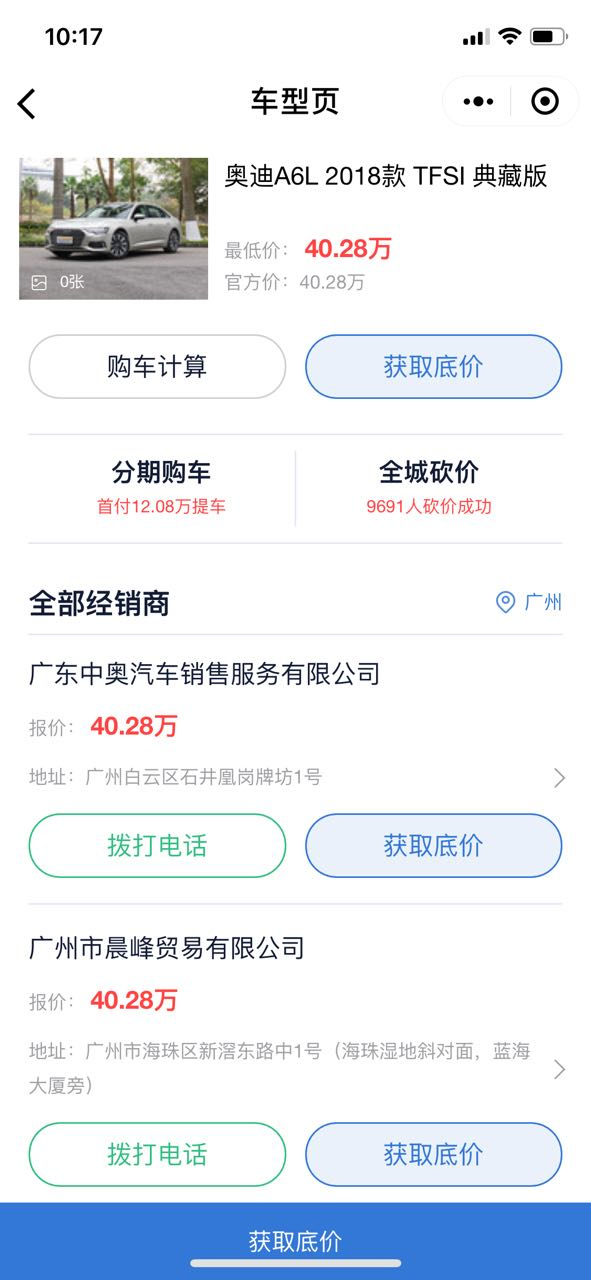 10:17
车型页
奥迪A6L 2018款 TFSI 典藏版
最低价： 40.28万
官方价：40.28万
0张
购车计算
获取底价
分期购车
首付12.08万提车
全城砍价
9691人砍价成功
全部经销商
广州
广东中奥汽车销售服务有限公司
报价： 40.28万
地址：广州白云区石井凰岗牌坊1号
拨打电话
获取底价
广州市晨峰贸易有限公司
报价： 40.28万
地址：广州市海珠区新滘东路中1号（海珠湿地斜对面，蓝海
大厦旁）
拨打电话
获取底价
获取底价